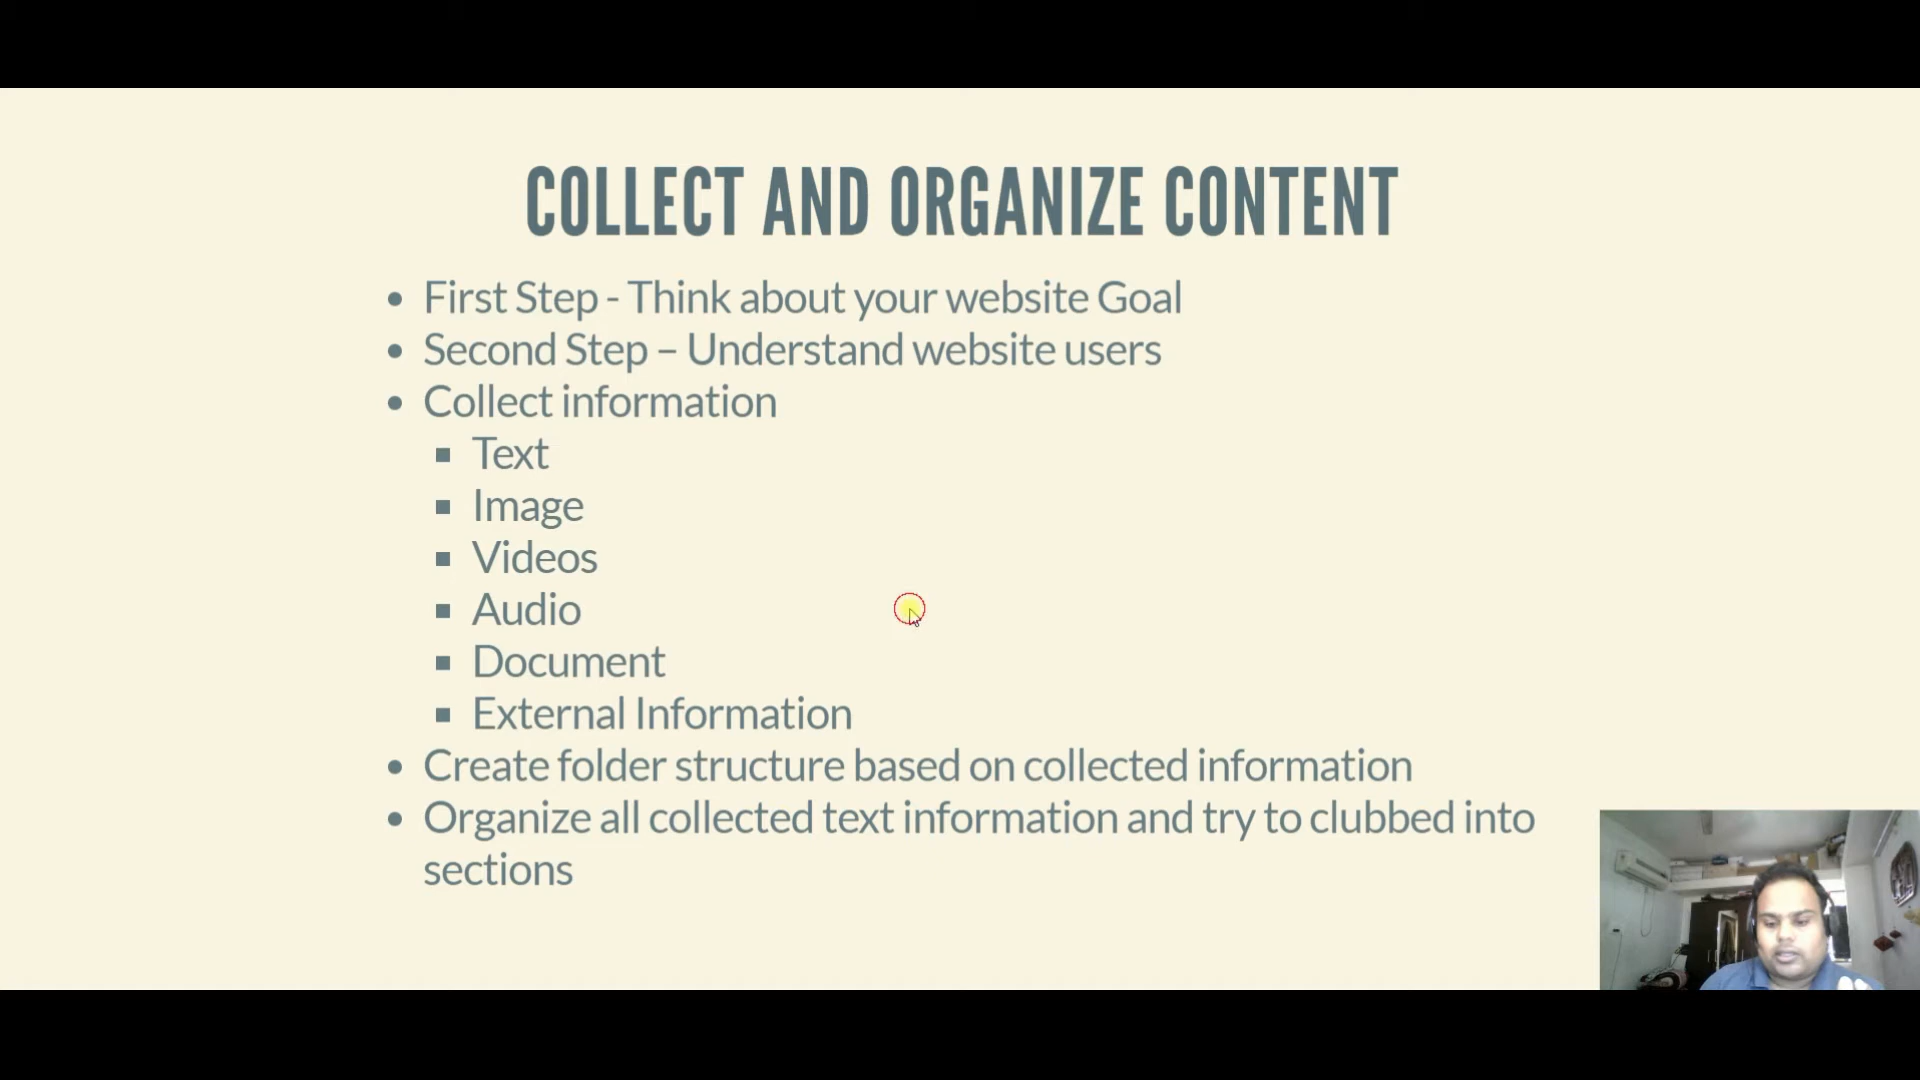 COLLECT AND ORGANIZE CONTENT
First Step - Think about your website Goal
Second Step – Understand website users
Collect information
Text
Image
Videos
Audio
Document
External Information
Create folder structure based on collected information
Organize all collected text information and try to clubbed into
sections